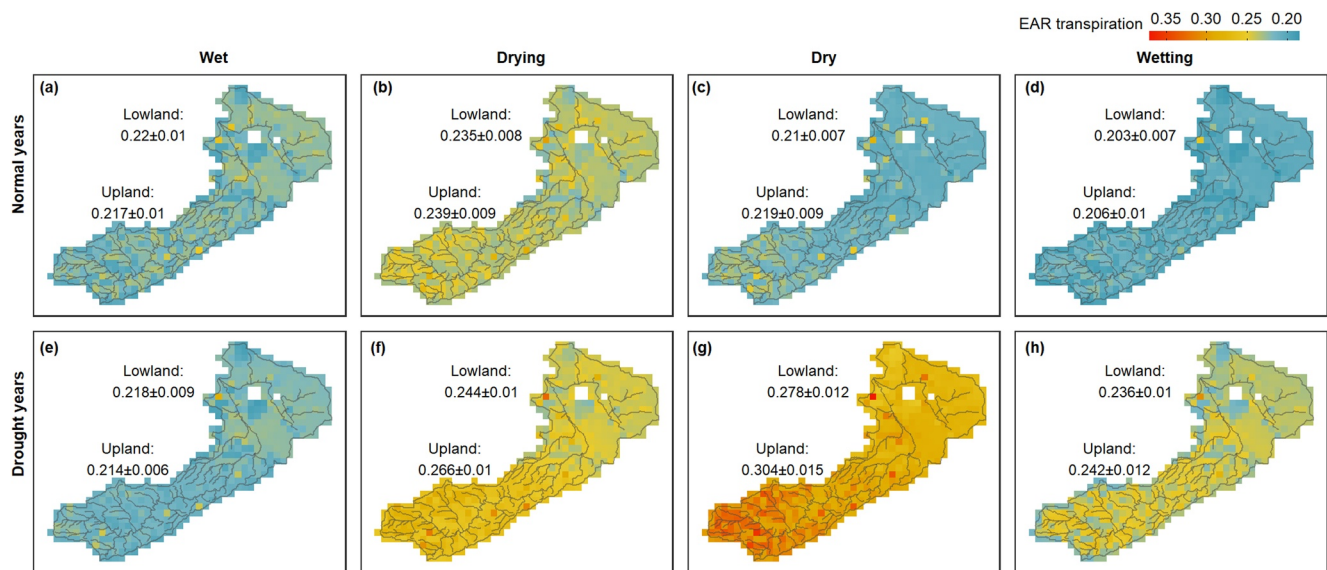 EAR transpiration 0.35 0.30 0.25 0.20
Wet Drying Dry Wetting
Normal years
(a)
Lowland:
0.22±0.01
Upland:
0.217±0.01
(b)
Lowland:
0.235±0.008
Upland:
0.239±0.009
(c)
Lowland:
0.21±0.007
Upland:
0.219±0.009
(d)
Lowland:
0.203±0.007
Upland:
0.206±0.01
Drought years
(e)
Lowland:
0.218±0.009
Upland:
0.214±0.006
(f)
Lowland:
0.244±0.01
Upland:
0.266±0.01
(g)
Lowland:
0.278±0.012
Upland:
0.304±0.015
(h)
Lowland:
0.236±0.01
Upland:
0.242±0.012